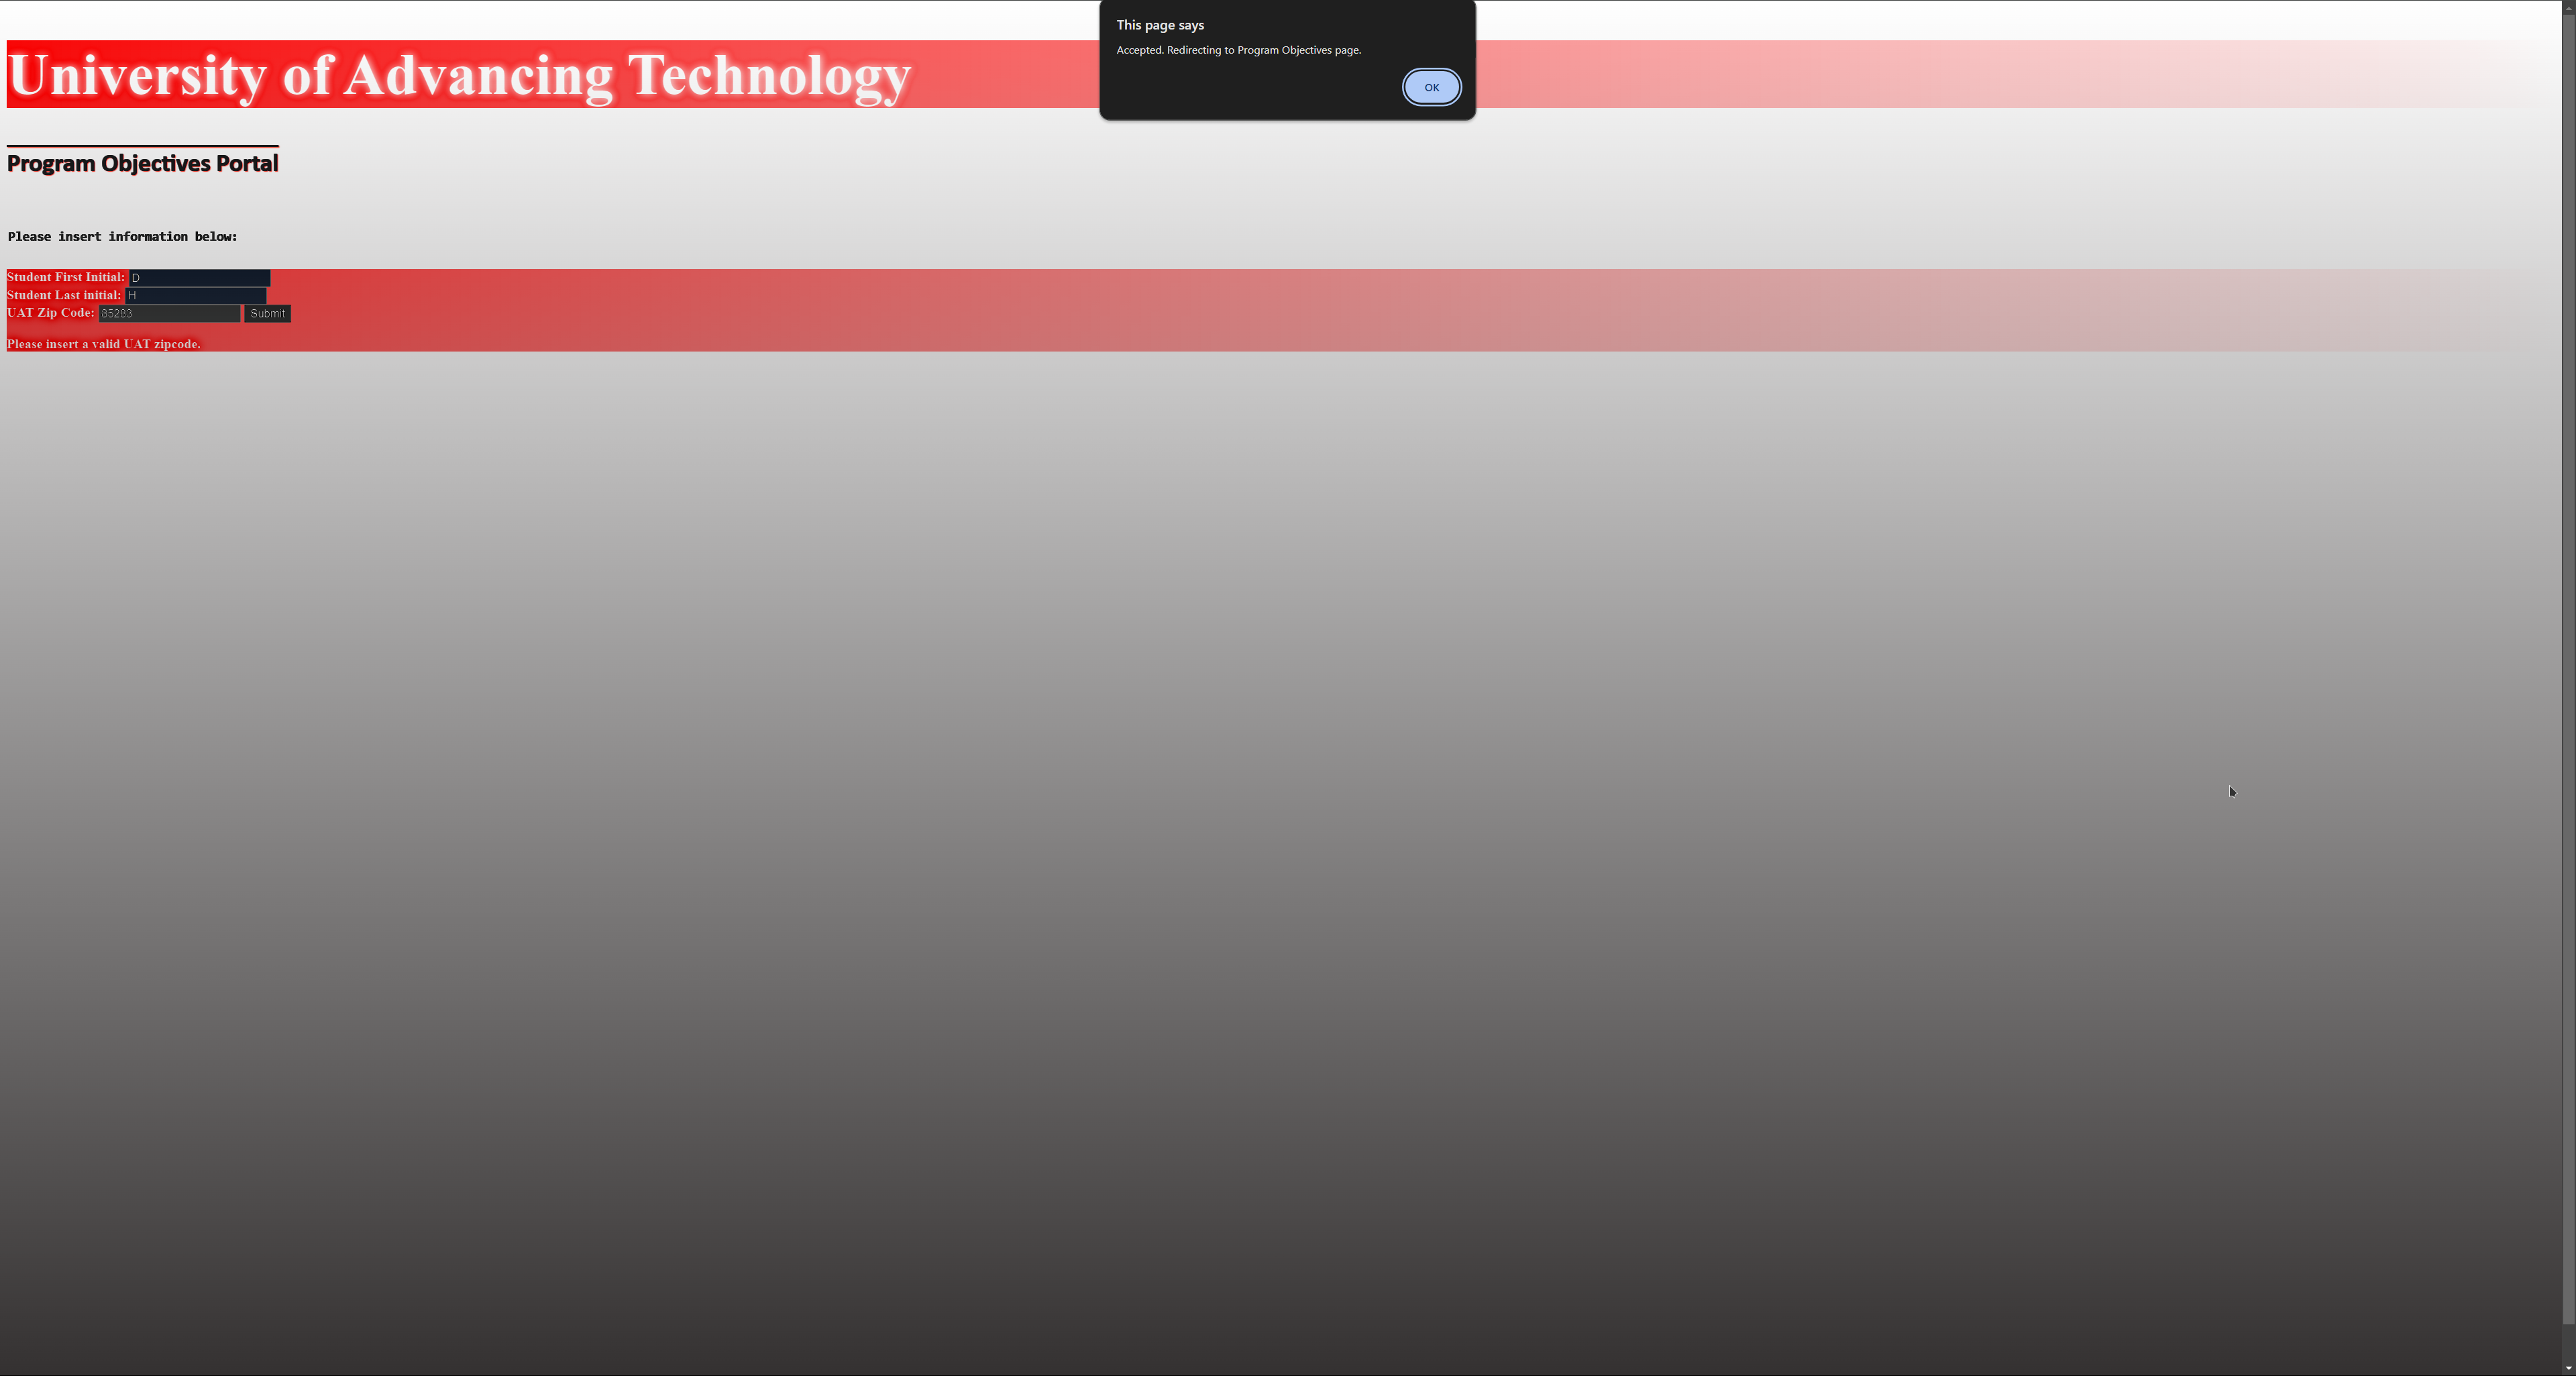 This page says
Accepted. Redirecting to Program Objectives page.
OK
University of Advancing Technology
Program Objectives Portal
Please insert information below:
Student First Initial: D
Student Last initial: H
UAT Zip Code: 85283 Submit
Please insert a valid UAT zipcode.